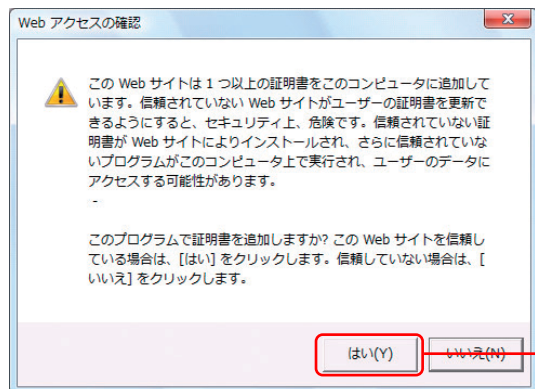 Web アクセスの確認
この Web サイトは 1 つ以上の証明書をこのコンピュータに追加して
います。信頼されていない Web サイトがユーザーの証明書を更新で
きるようにすると、セキュリティ上、危険です。信頼されていない証
明書が Web サイトによりインストールされ、さらに信頼されていな
いプログラムがこのコンピュータ上で実行され、ユーザーのデータに
アクセスする可能性があります。
-
このプログラムで証明書を追加しますか? この Web サイトを信頼し
ている場合は、[はい] をクリックします。信頼していない場合は、[
いいえ] をクリックします。
はい(Y)
いいえ(N)